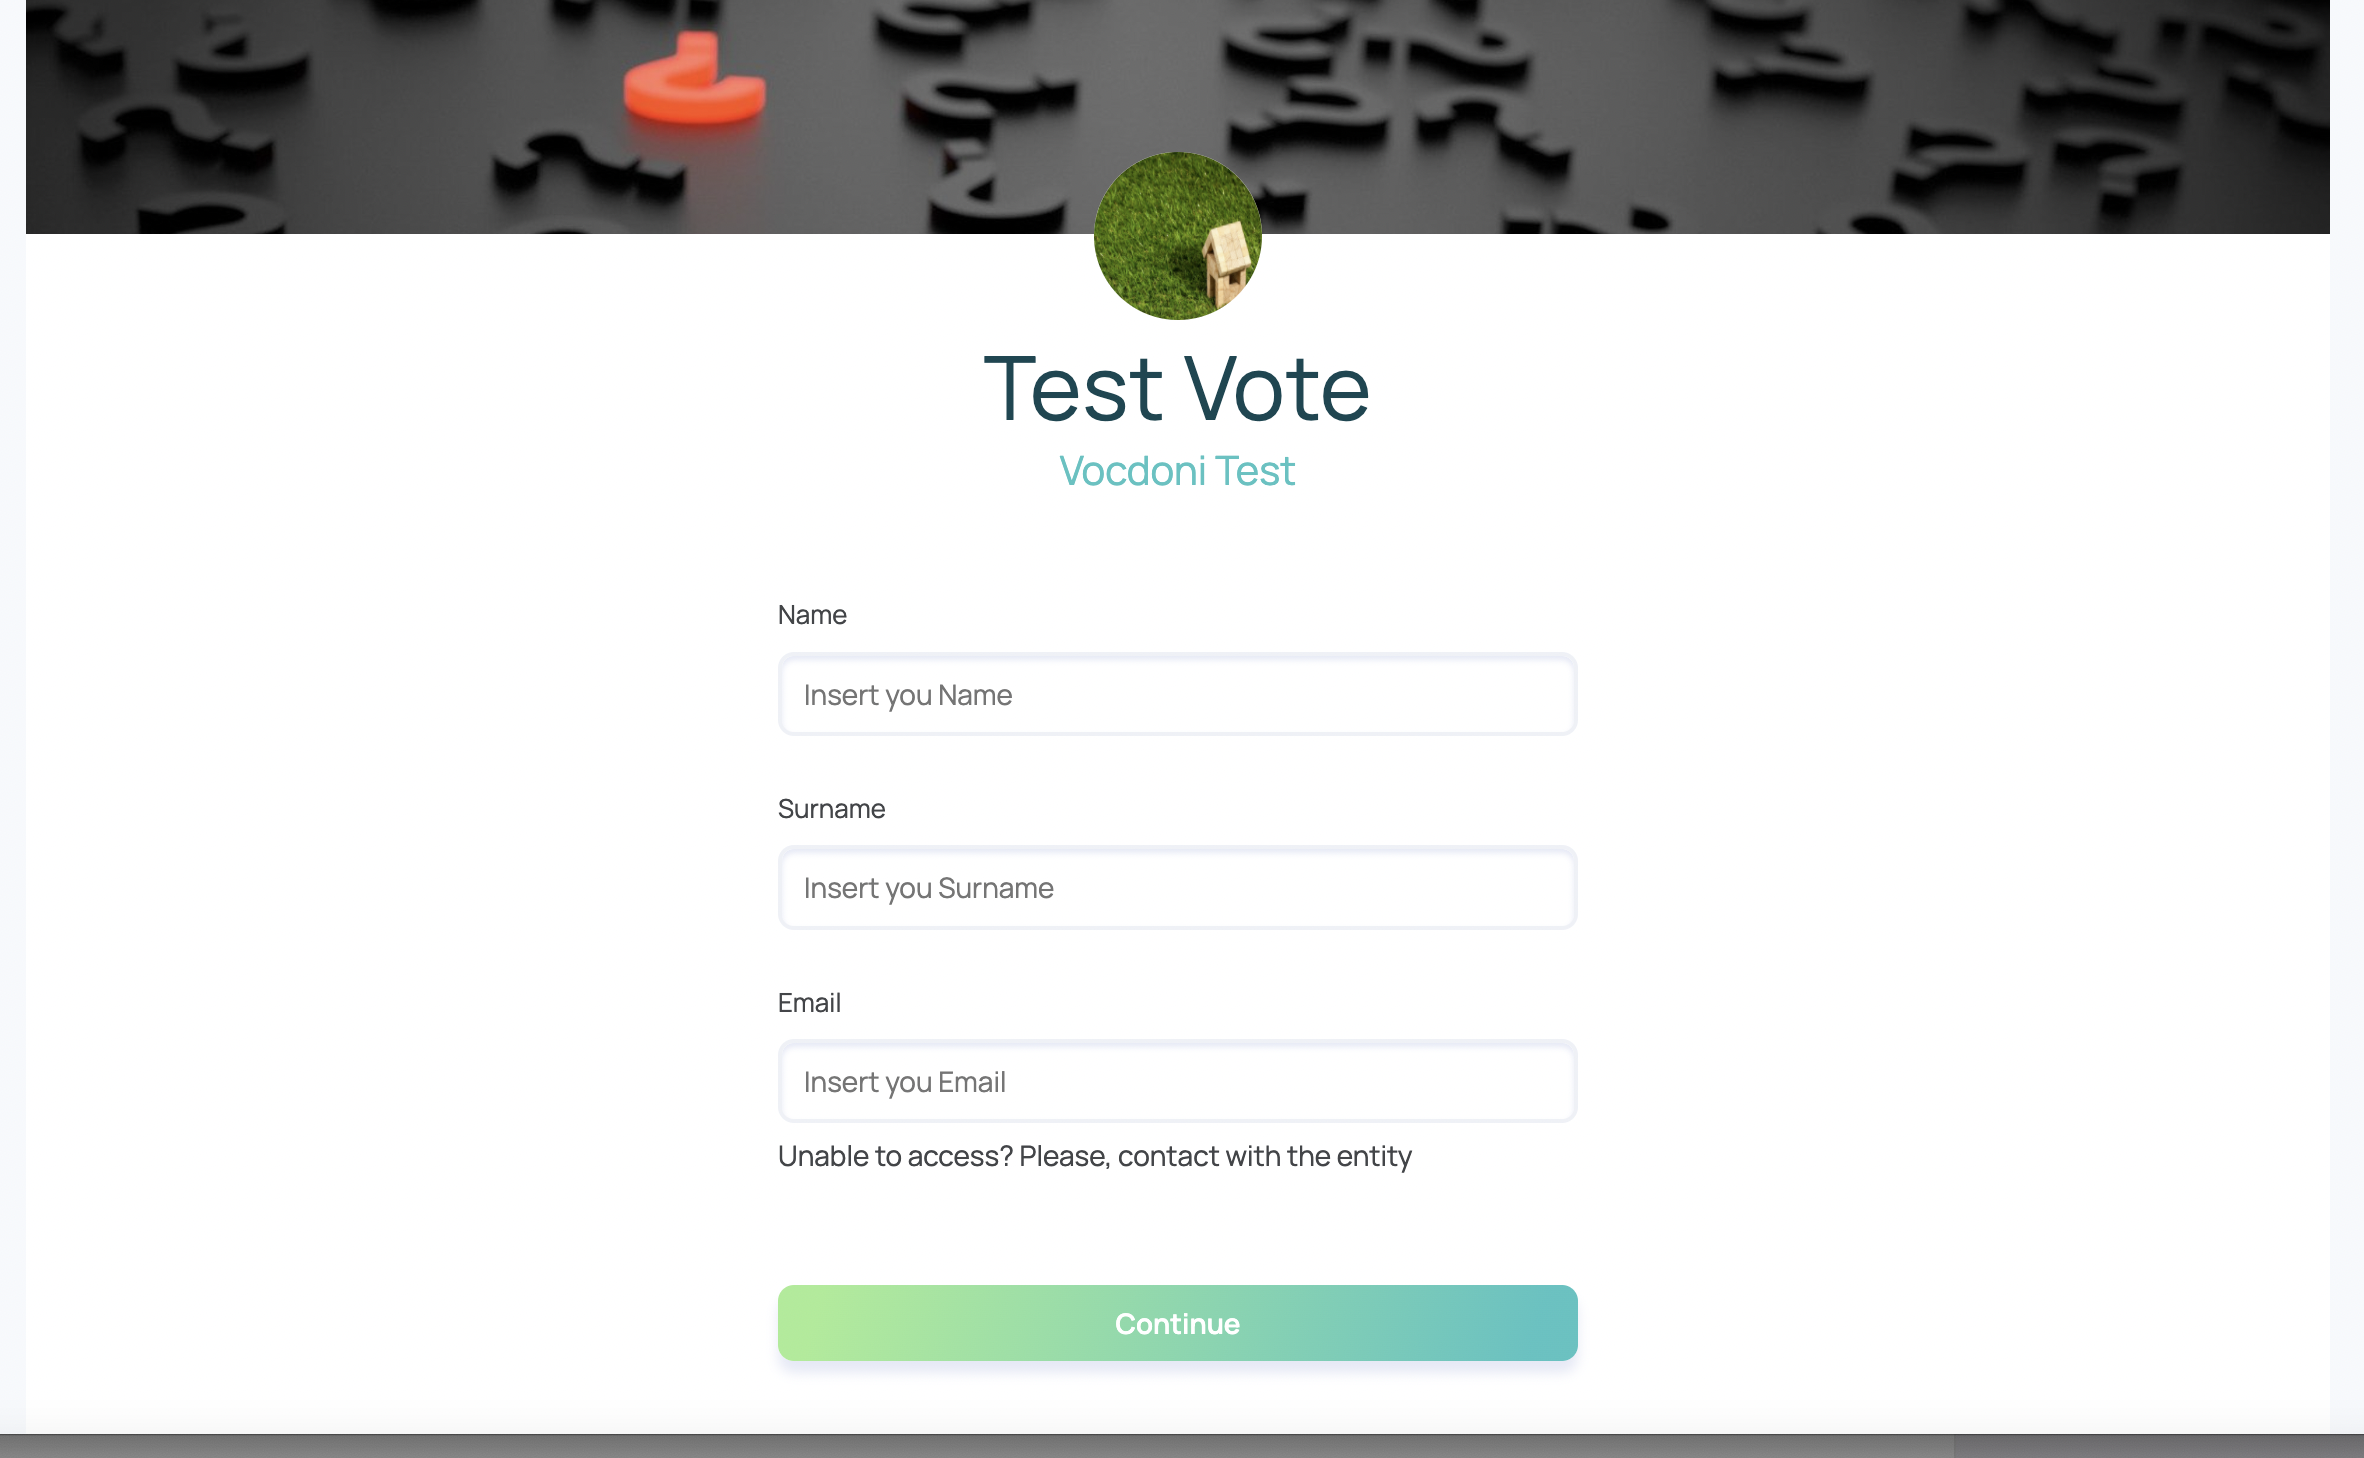 Test Vote
Vocdoni Test
Name
Insert you Name
Surname
Insert you Surname
Email
Insert you Email
Unable to access? Please, contact with the entity
Continue